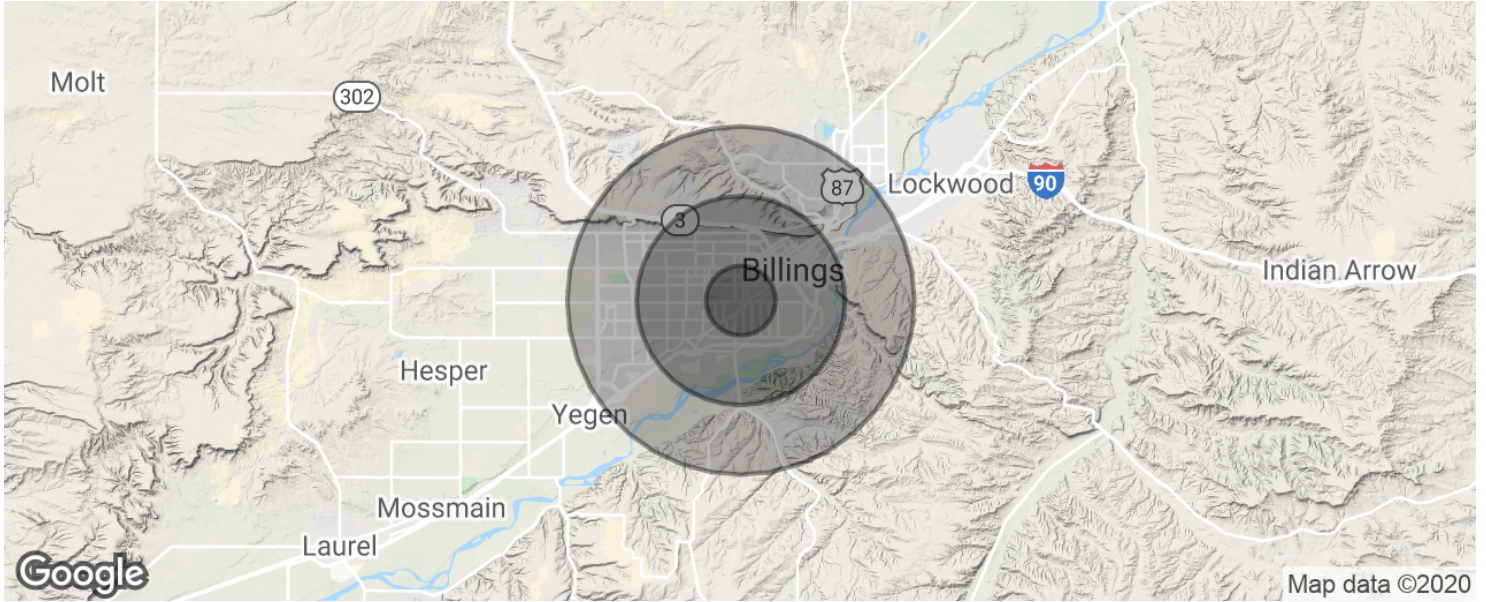 Molt
302
87
Lockwood
90
3
Billings
Indian Arrow
Hesper
Yegen
Mossmain
Laurel
Google
Map data ©2020